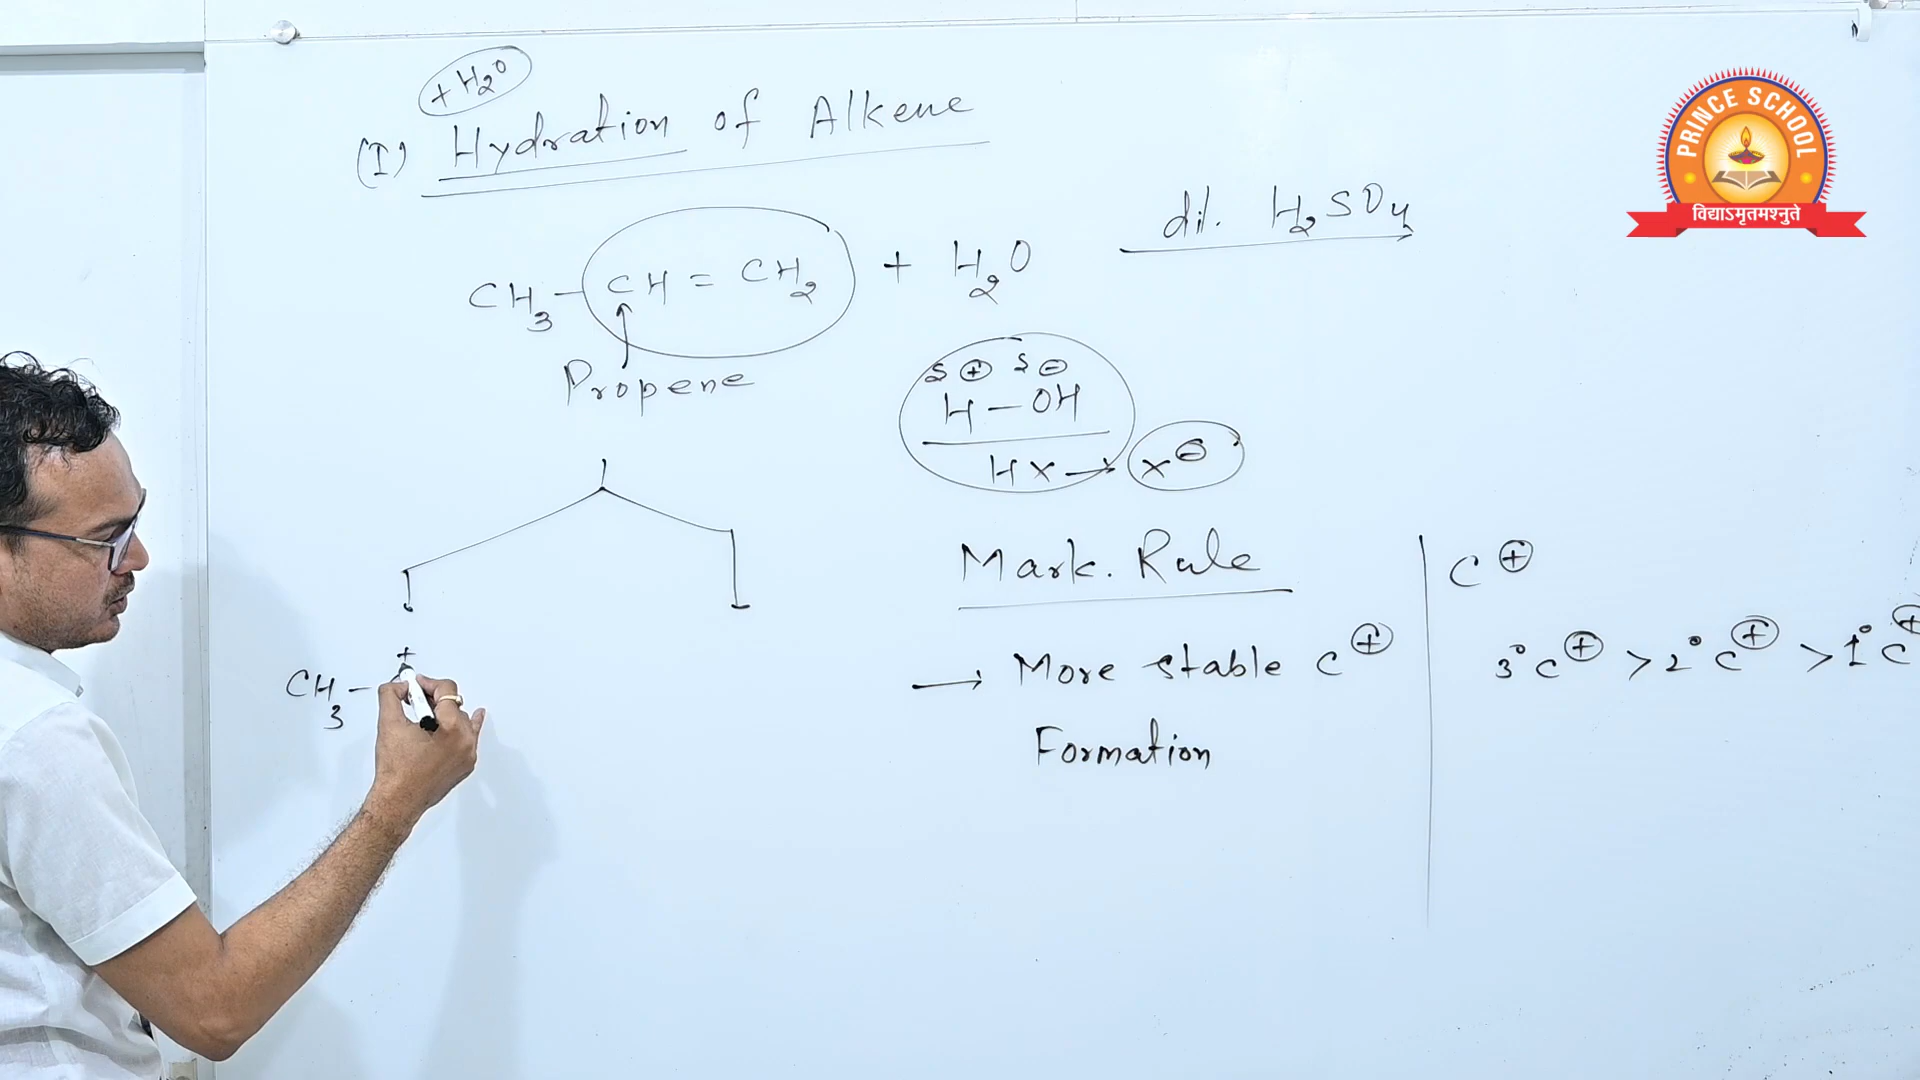 + H2O
(I) Hydration of Alkene
CH3 - CH = CH2 + H2O
dil. H2SO4
Propene
δ⊕ δ⊖
H - OH
HX → X⊖
Mark. Rule
→ More stable C⊕
Formation
C⊕
3° C⊕ > 2° C⊕ > 1° C⊕
+
CH3 -
PRINCE SCHOOL
विद्याऽमृतमश्नुते